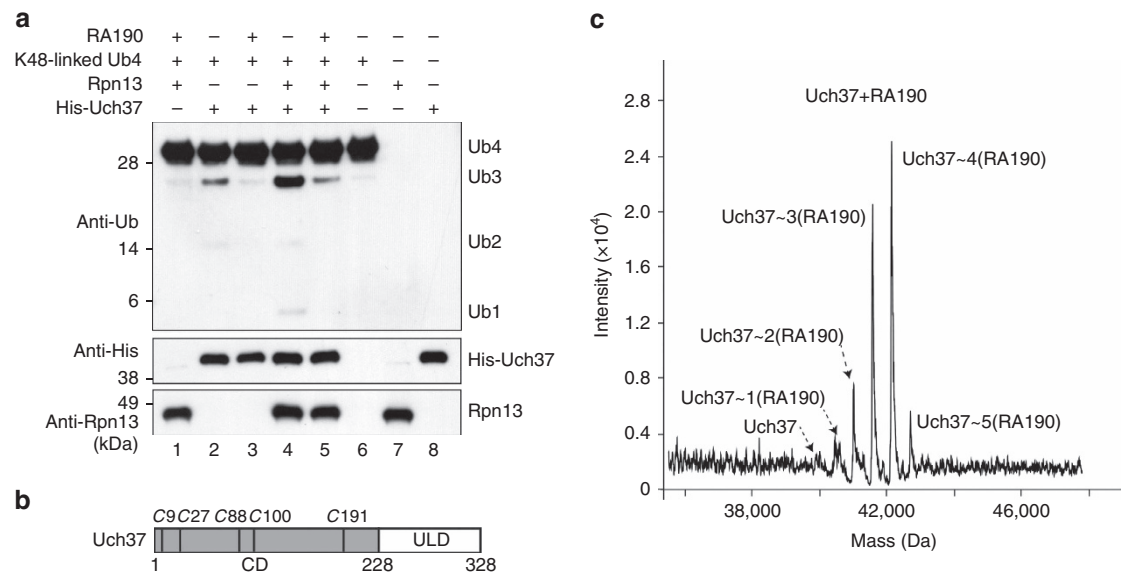 a
RA190 + – + – + – – –
K48-linked Ub4 + + + + + + – –
Rpn13 + – – + + – + –
His-Uch37 – + + + + – – +
28
14
6
Anti-Ub
Ub4
Ub3
Ub2
Ub1
Anti-His
38
His-Uch37
49
Anti-Rpn13
(kDa)
Rpn13
1 2 3 4 5 6 7 8
b
C9 C27 C88 C100 C191
Uch37
ULD
1 CD 228 328
c
Uch37+RA190
2.8
2.4
2.0
1.6
1.2
0.8
0.4
0
Intensity (×10⁴)
Uch37~4(RA190)
Uch37~3(RA190)
Uch37~2(RA190)
Uch37~1(RA190)
Uch37
Uch37~5(RA190)
38,000 42,000 46,000
Mass (Da)